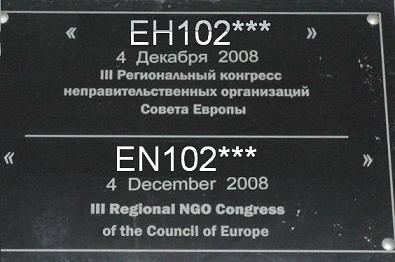 « ЕН102*** »
4 Декабря 2008
III Региональный конгресс
неправительственных организаций
Совета Европы
« EN102*** »
4 December 2008
III Regional NGO Congress
of the Council of Europe